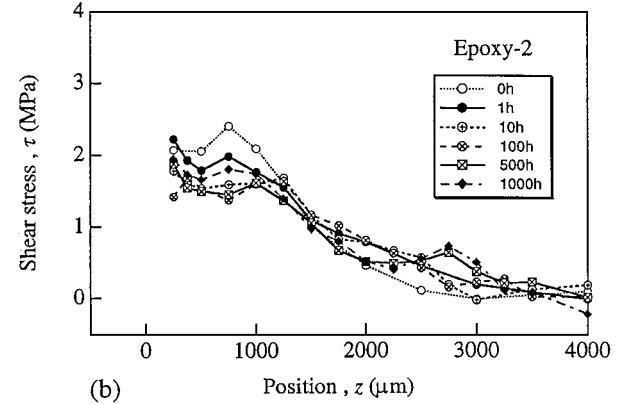 4
3
2
1
0
Shear stress , τ (MPa)
Epoxy-2
0h
1h
10h
100h
500h
1000h
0 1000 2000 3000 4000
Position , z (μm)
(b)